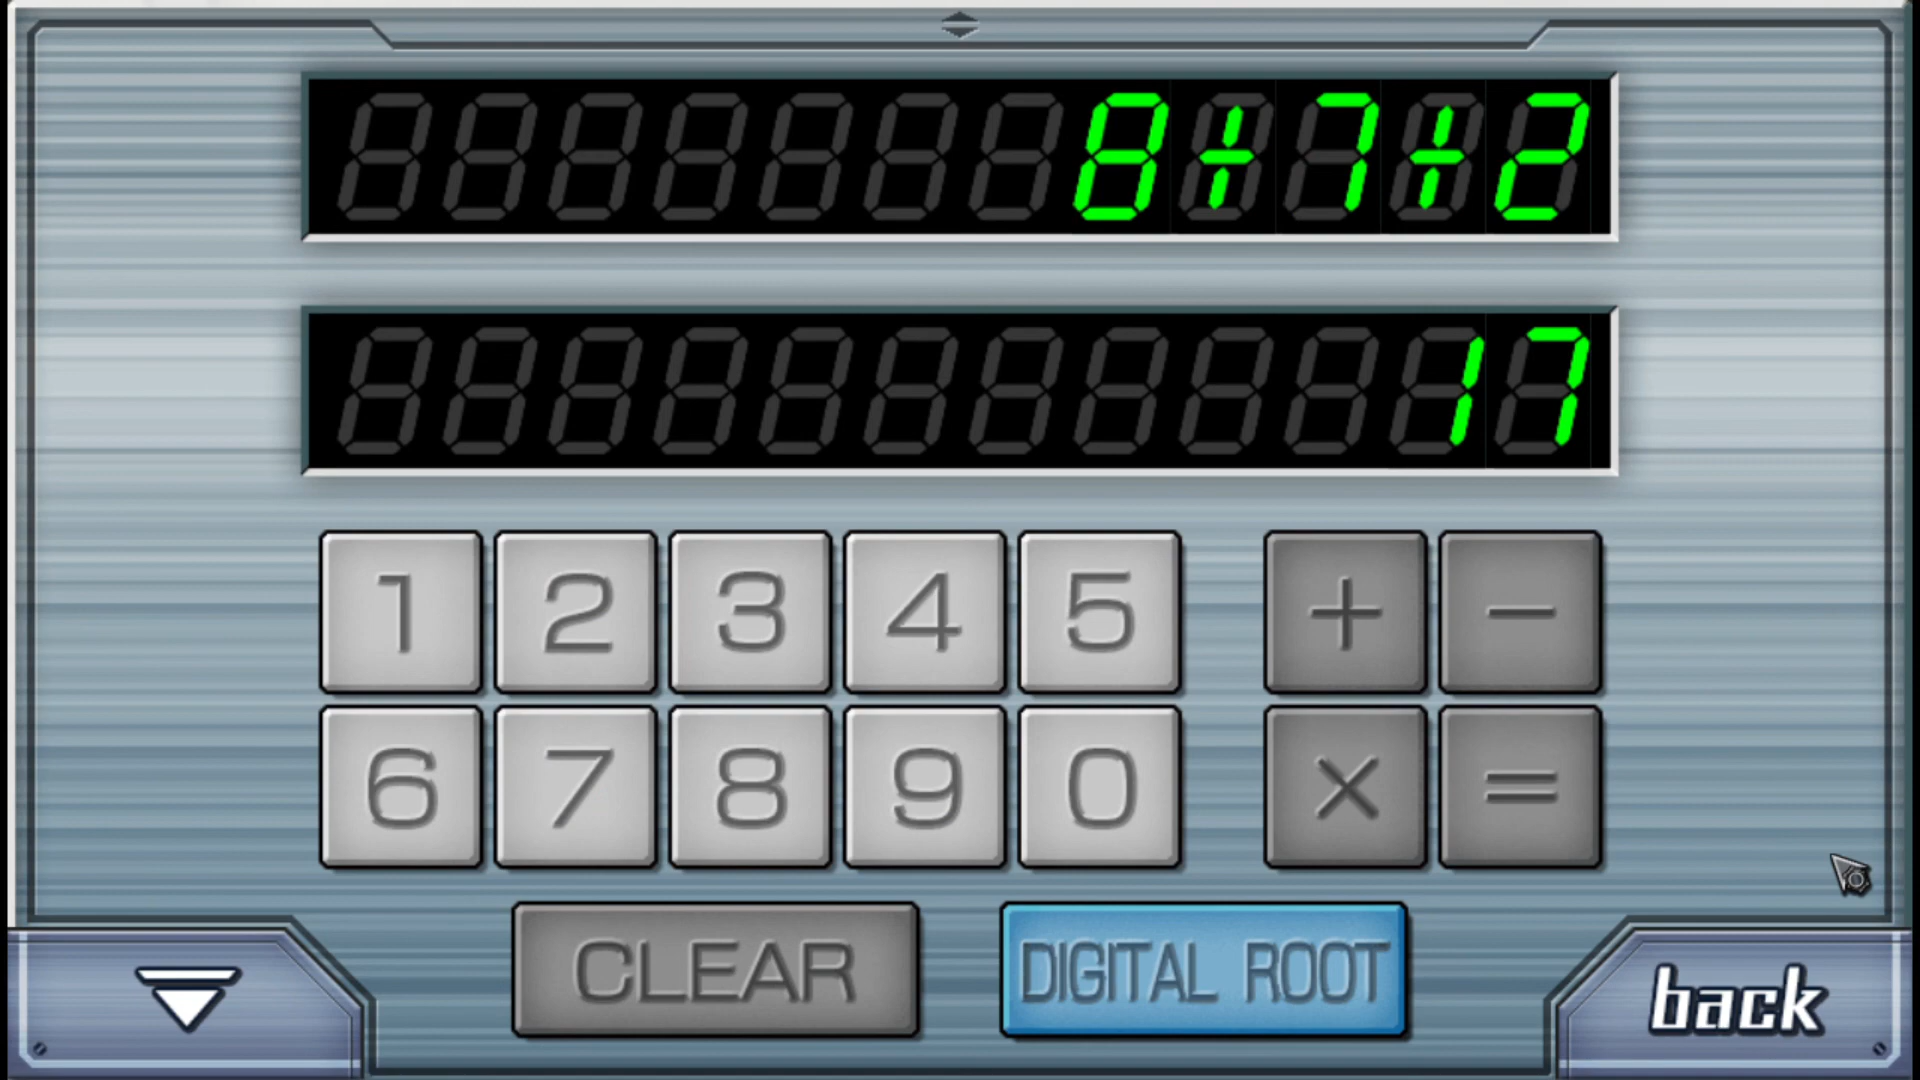 8+7+2
17
1 2 3 4 5 + −
6 7 8 9 0 × =
CLEAR DIGITAL ROOT
back